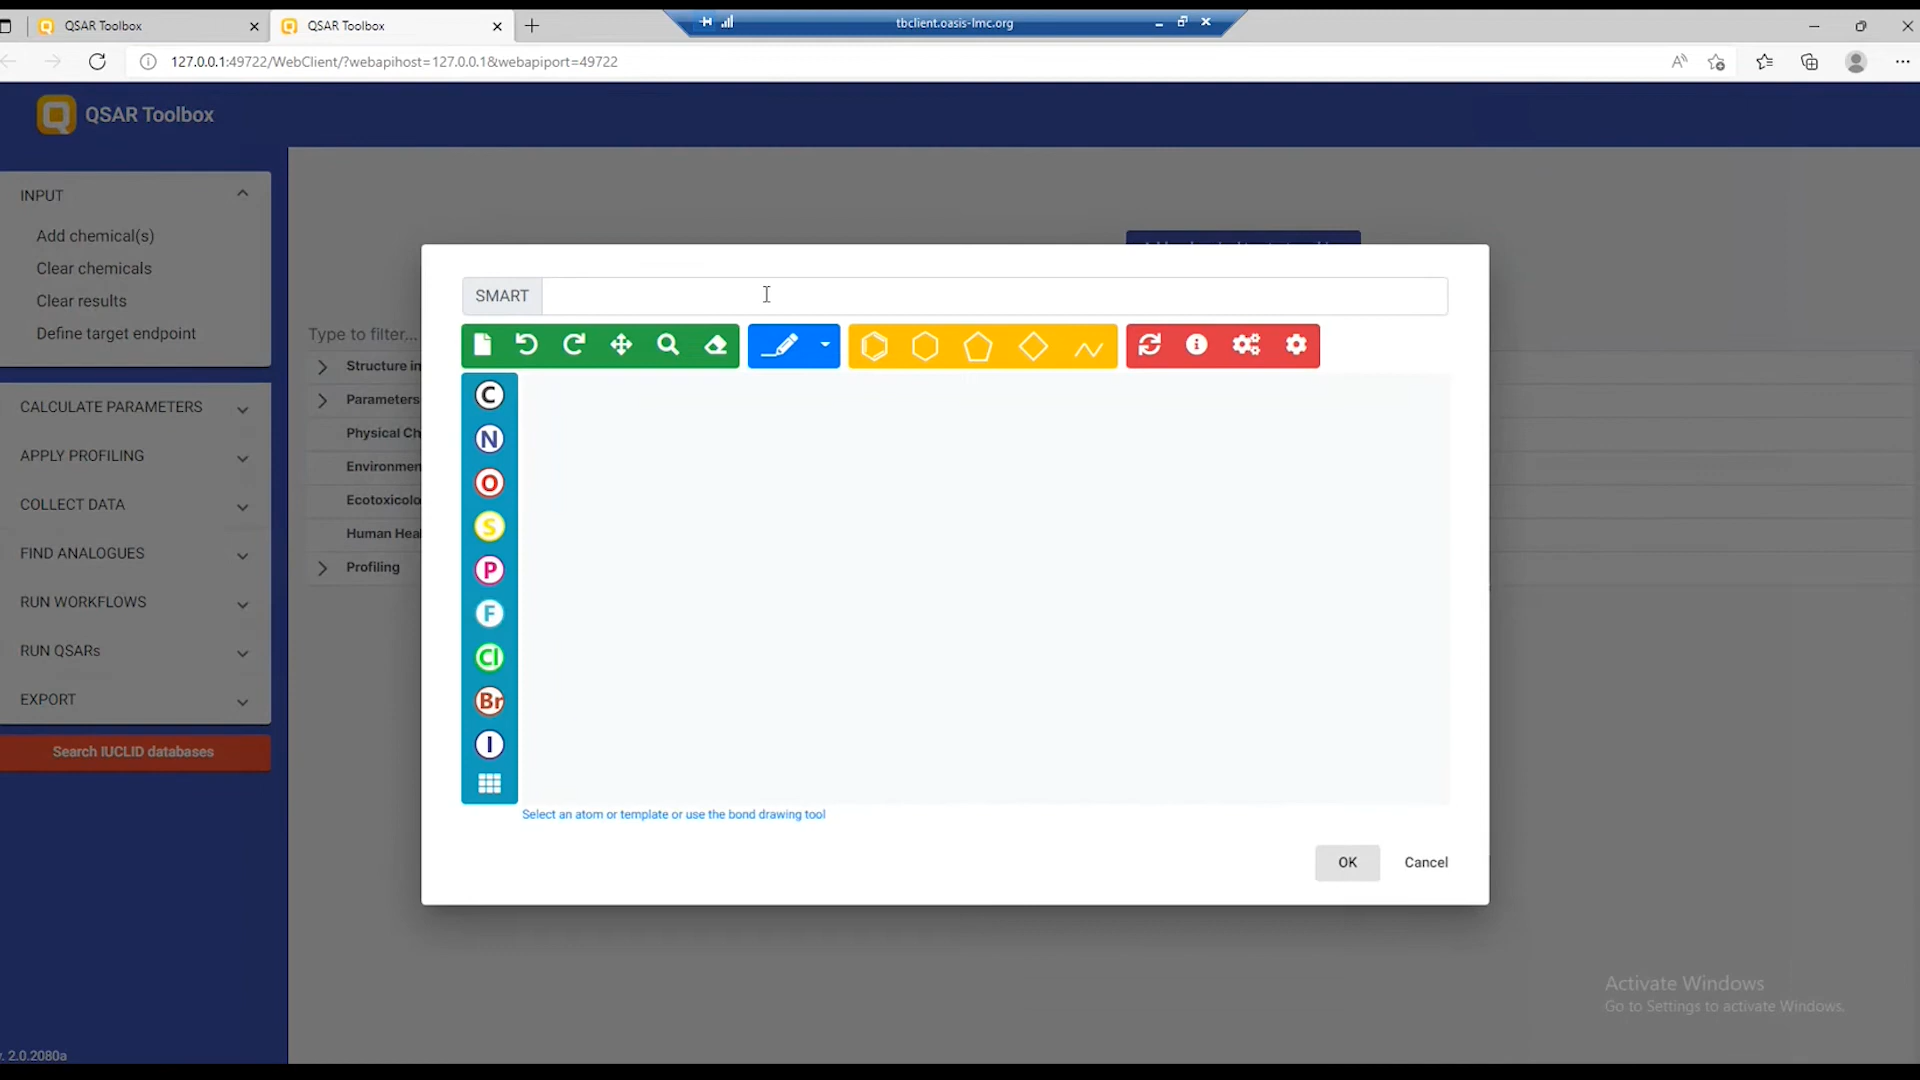 QSAR Toolbox
QSAR Toolbox
tbclient.oasis-lmc.org
127.0.0.1:49722/WebClient/?webapihost=127.0.0.1&webapiport=49722
QSAR Toolbox
INPUT
Add chemical(s)
Clear chemicals
Clear results
Define target endpoint
CALCULATE PARAMETERS
APPLY PROFILING
COLLECT DATA
FIND ANALOGUES
RUN WORKFLOWS
RUN QSARs
EXPORT
Search IUCLID databases
2.0.2080a
Type to filter...
Structure in
Parameters
Physical Ch
Environmen
Ecotoxicolo
Human Heal
Profiling
SMART
C
N
O
S
P
F
Cl
Br
I
Select an atom or template or use the bond drawing tool
OK Cancel
Activate Windows
Go to Settings to activate Windows.